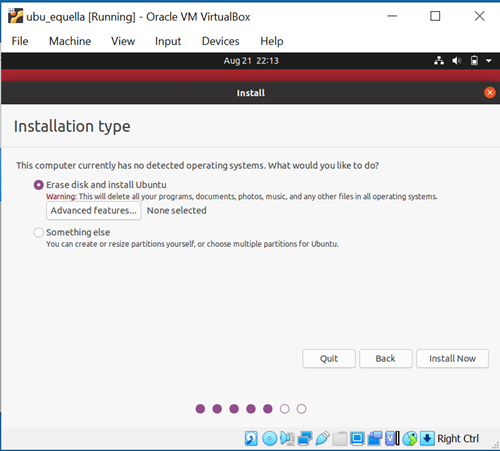 ubu_equella [Running] - Oracle VM VirtualBox
File Machine View Input Devices Help
Aug 21 22:13
Install
Installation type
This computer currently has no detected operating systems. What would you like to do?
Erase disk and install Ubuntu
Warning: This will delete all your programs, documents, photos, music, and any other files in all operating systems.
Advanced features... None selected
Something else
You can create or resize partitions yourself, or choose multiple partitions for Ubuntu.
Quit Back Install Now
Right Ctrl